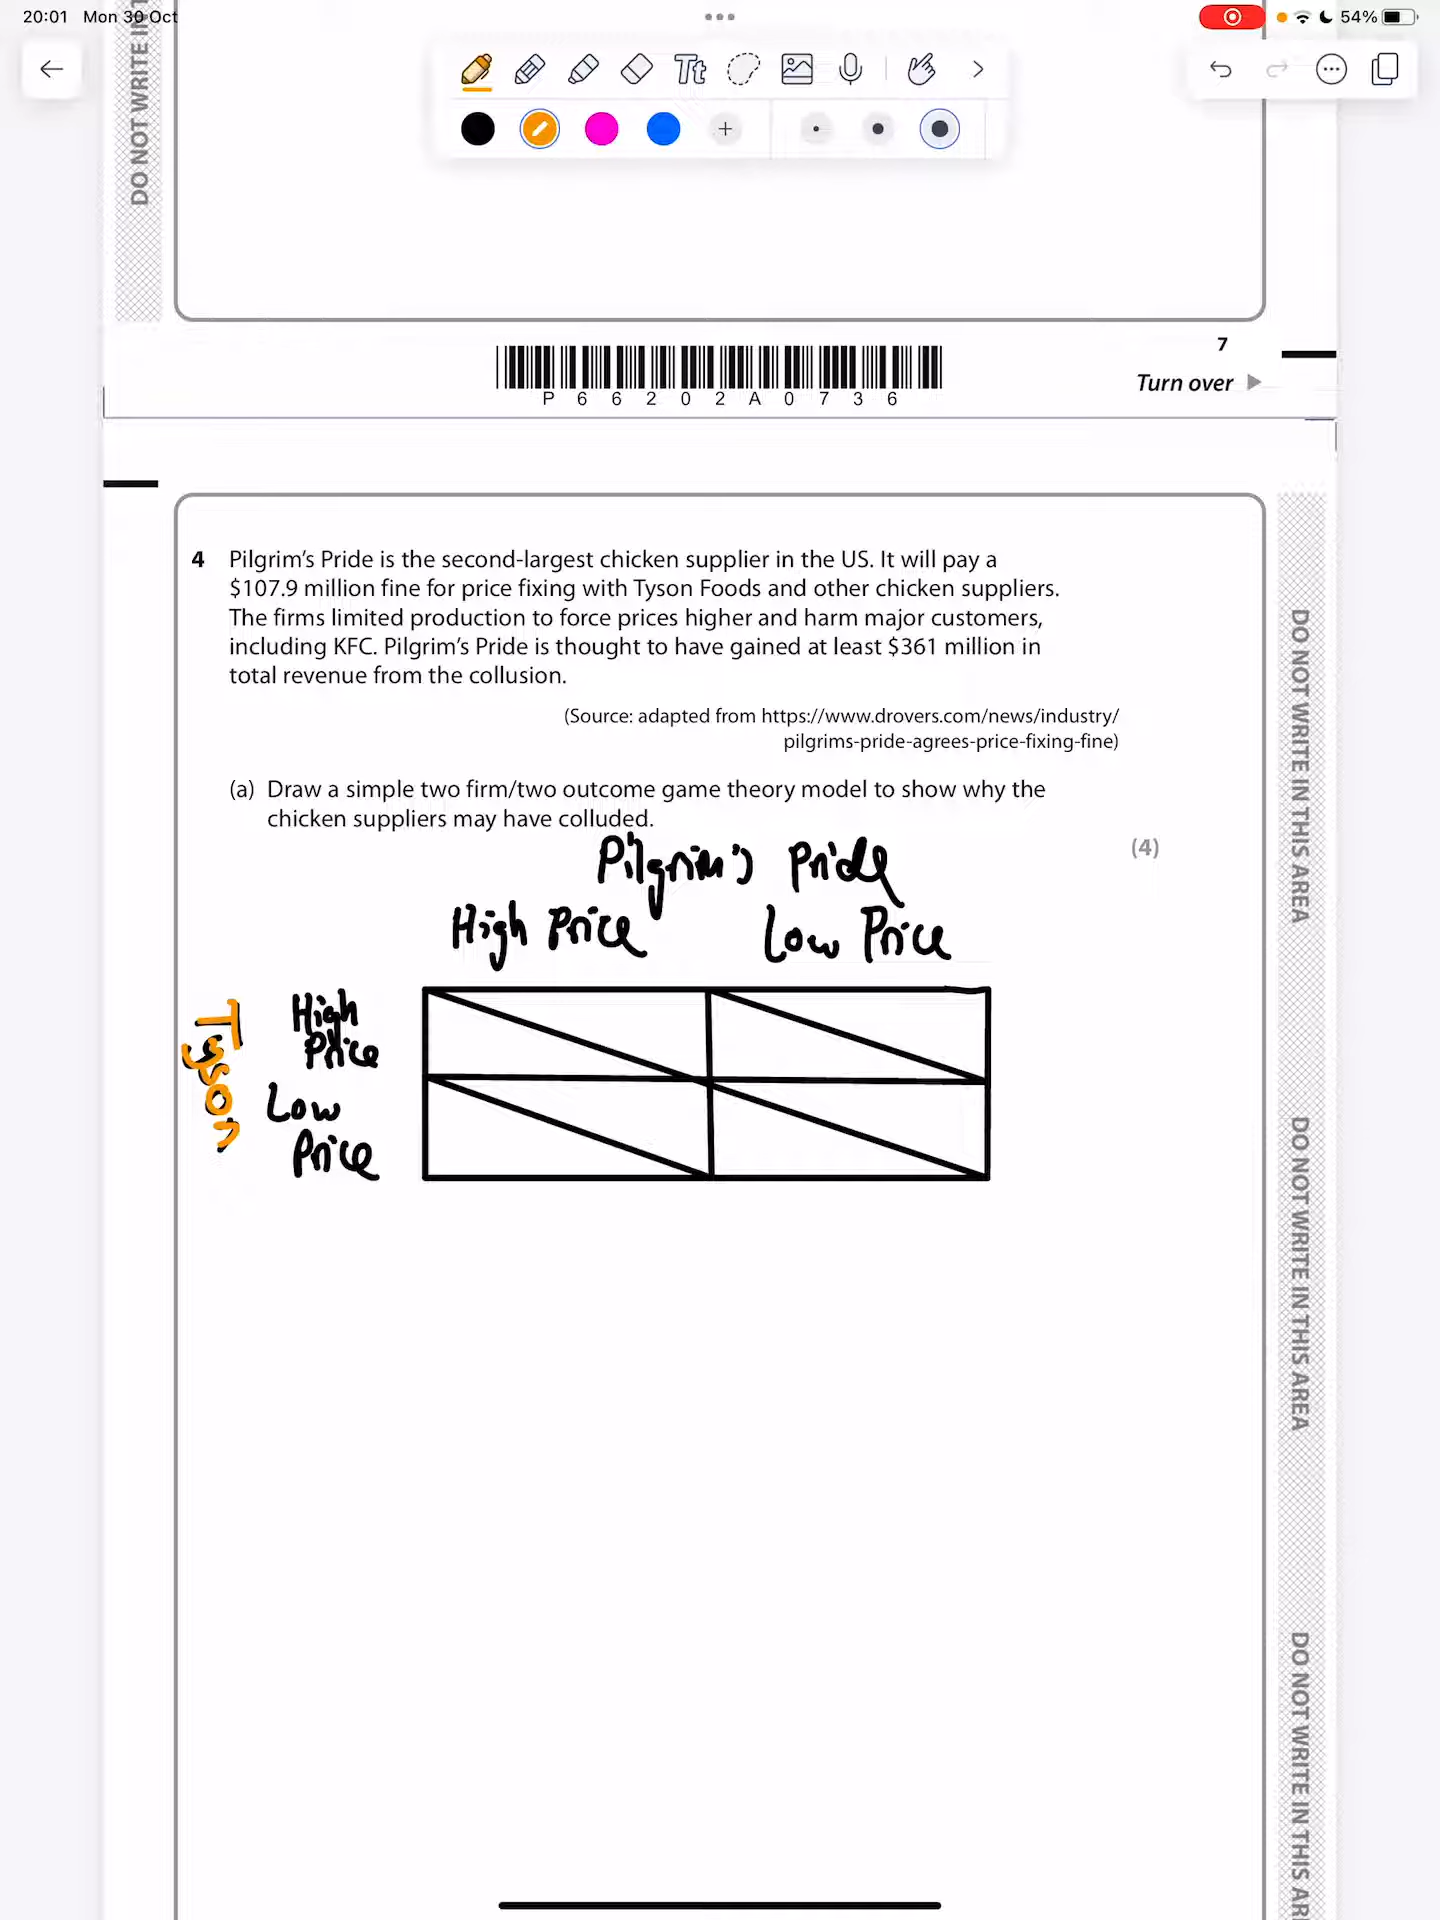 20:01 Mon 30 Oct
54%
Tt
DO NOT WRITE IN T
7
P 6 6 2 0 2 A 0 7 3 6
Turn over
4 Pilgrim's Pride is the second-largest chicken supplier in the US. It will pay a
$107.9 million fine for price fixing with Tyson Foods and other chicken suppliers.
The firms limited production to force prices higher and harm major customers,
including KFC. Pilgrim's Pride is thought to have gained at least $361 million in
total revenue from the collusion.
(Source: adapted from https://www.drovers.com/news/industry/
pilgrims-pride-agrees-price-fixing-fine)
(a) Draw a simple two firm/two outcome game theory model to show why the
chicken suppliers may have colluded.
(4)
Pilgrim's Pride
High Price Low Price
Tyson
High
Price
Low
Price
DO NOT WRITE IN THIS AREA
DO NOT WRITE IN THIS AREA
DO NOT WRITE IN THIS AR